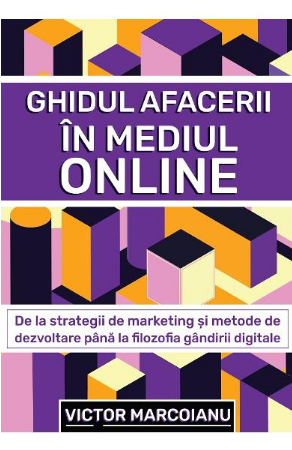 GHIDUL AFACERII
ÎN MEDIUL
ONLINE
De la strategii de marketing și metode de
dezvoltare până la filozofia gândirii digitale
VICTOR MARCOIANU